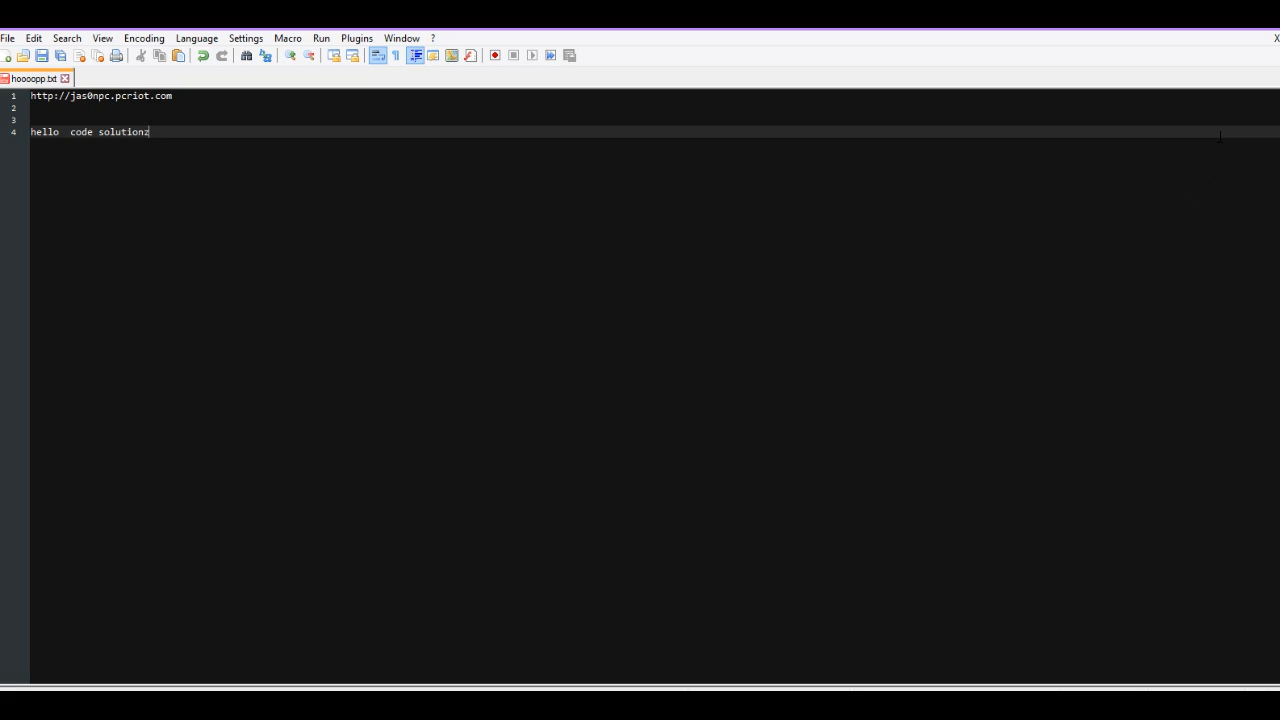 File Edit Search View Encoding Language Settings Macro Run Plugins Window ? X
hoooopp.txt
1 http://jas0npc.pcriot.com
2
3
4 hello  code solutionz